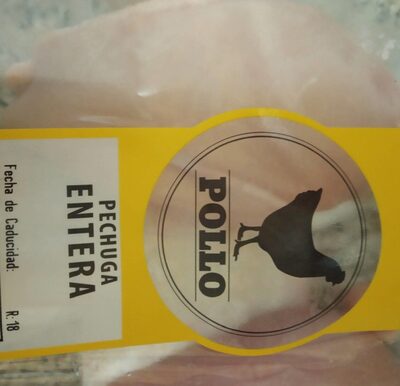 POLLO
PECHUGA
ENTERA
Fecha de Caducidad:
R: 18